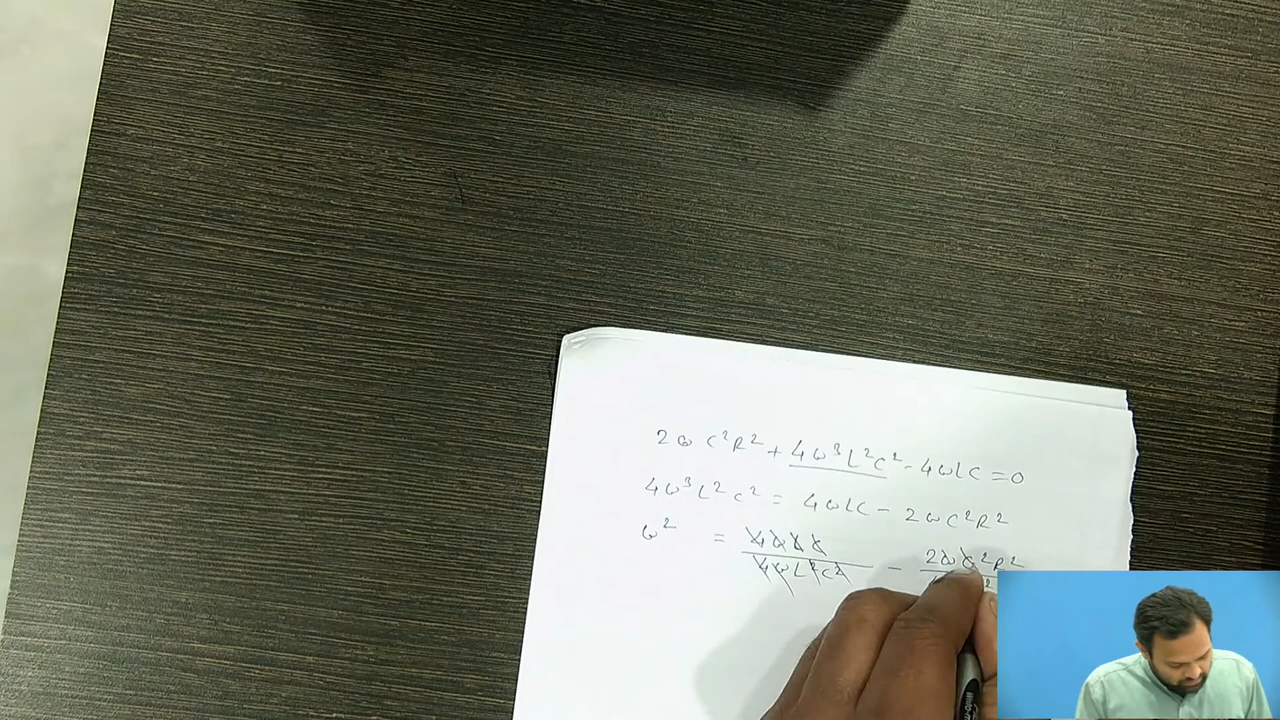 2ωC²R² + 4ω³L²C² - 4ωLC = 0
4ω³L²C² = 4ωLC - 2ωC²R²
ω² = 4ωLC / 4ωL²C² - 2ωC²R²